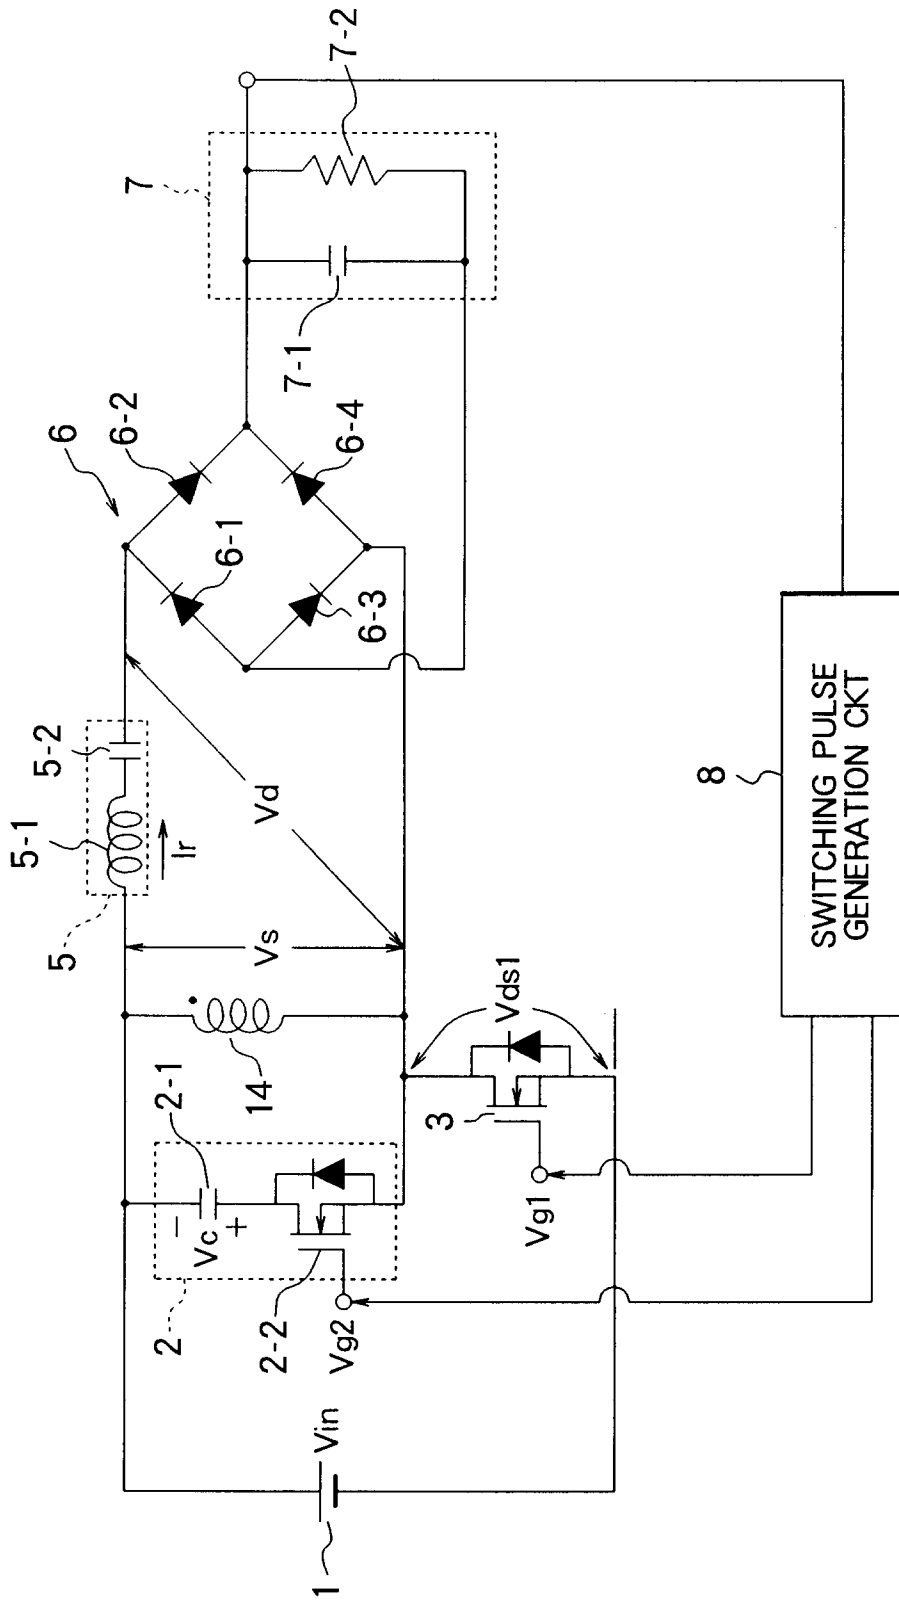 1
Vin
2
2-1
Vc
−
+
2-2
Vg2
14
3
Vg1
Vds1
Vs
Vd
5
5-1
5-2
Ir
6
6-1
6-2
6-3
6-4
7
7-1
7-2
8
SWITCHING PULSE
GENERATION CKT